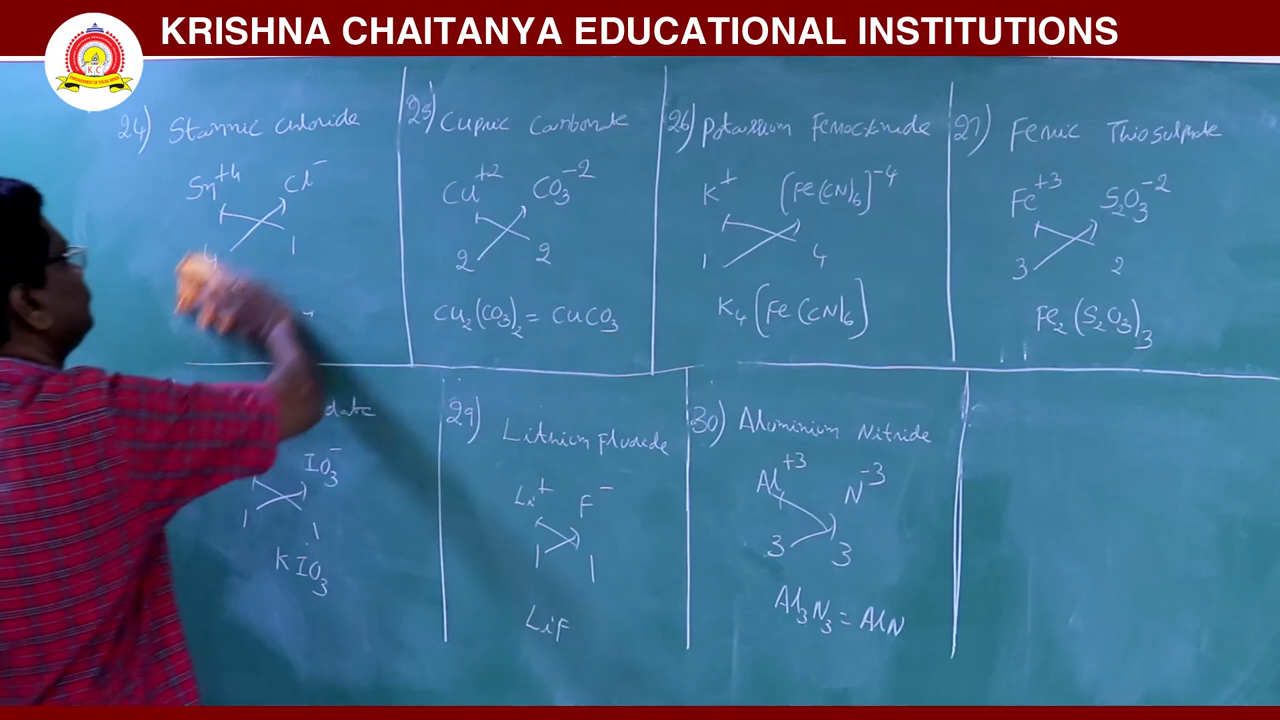 KRISHNA CHAITANYA EDUCATIONAL INSTITUTIONS
K C
24) Stannic chloride
Sn⁺⁴ Cl⁻
4 1
25) Cupric Carbonate
Cu⁺² CO₃⁻²
2 2
Cu₂(CO₃)₂ = CuCO₃
26) Potassium Ferrocyanide
K⁺ [Fe(CN)₆]⁻⁴
1 4
K₄[Fe(CN)₆]
27) Ferric Thiosulphate
Fe⁺³ S₂O₃⁻²
3 2
Fe₂(S₂O₃)₃
date
IO₃⁻
1 1
KIO₃
29) Lithium Fluoride
Li⁺ F⁻
1 1
LiF
30) Aluminium Nitride
Al⁺³ N⁻³
3 3
Al₃N₃ = AlN